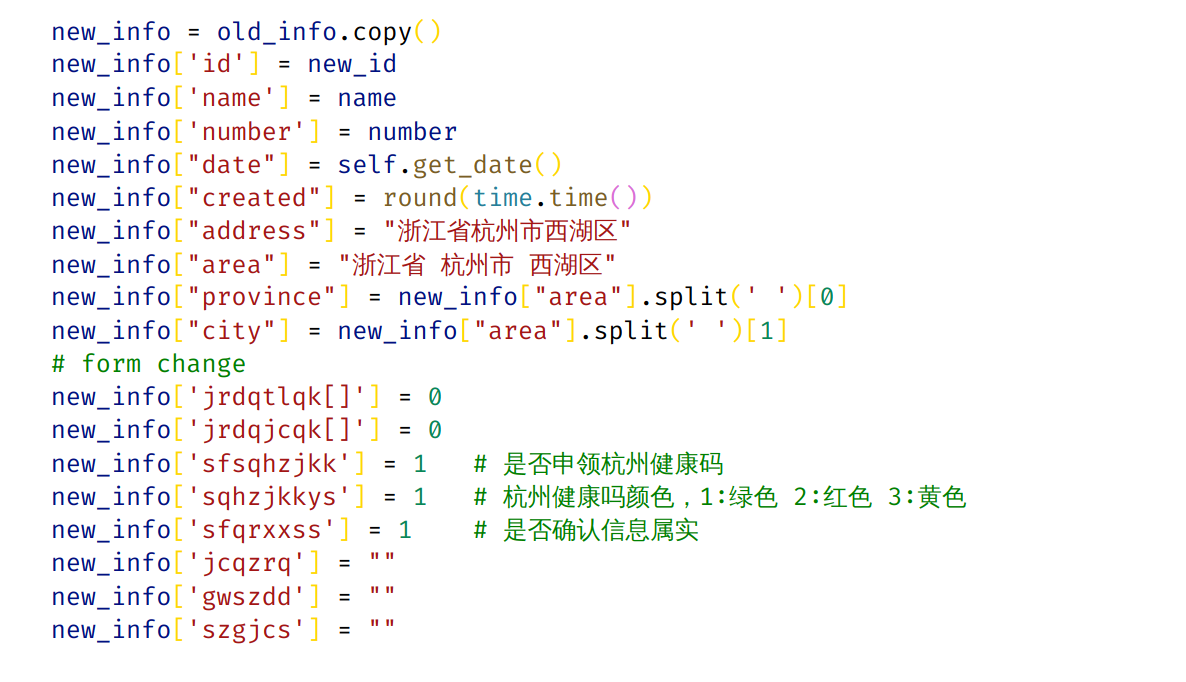 new_info = old_info.copy()
new_info['id'] = new_id
new_info['name'] = name
new_info['number'] = number
new_info["date"] = self.get_date()
new_info["created"] = round(time.time())
new_info["address"] = "浙江省杭州市西湖区"
new_info["area"] = "浙江省 杭州市 西湖区"
new_info["province"] = new_info["area"].split(' ')[0]
new_info["city"] = new_info["area"].split(' ')[1]
# form change
new_info['jrdqtlqk[]'] = 0
new_info['jrdqjcqk[]'] = 0
new_info['sfsqhzjkk'] = 1   # 是否申领杭州健康码
new_info['sqhzjkkys'] = 1   # 杭州健康吗颜色，1:绿色 2:红色 3:黄色
new_info['sfqrxxss'] = 1    # 是否确认信息属实
new_info['jcqzrq'] = ""
new_info['gwszdd'] = ""
new_info['szgjcs'] = ""